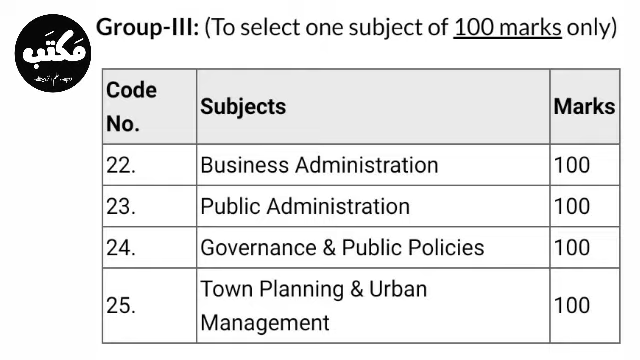 مَکتَب
Group-III: (To select one subject of 100 marks only)
Code No. Subjects Marks
22. Business Administration 100
23. Public Administration 100
24. Governance & Public Policies 100
25. Town Planning & Urban Management 100